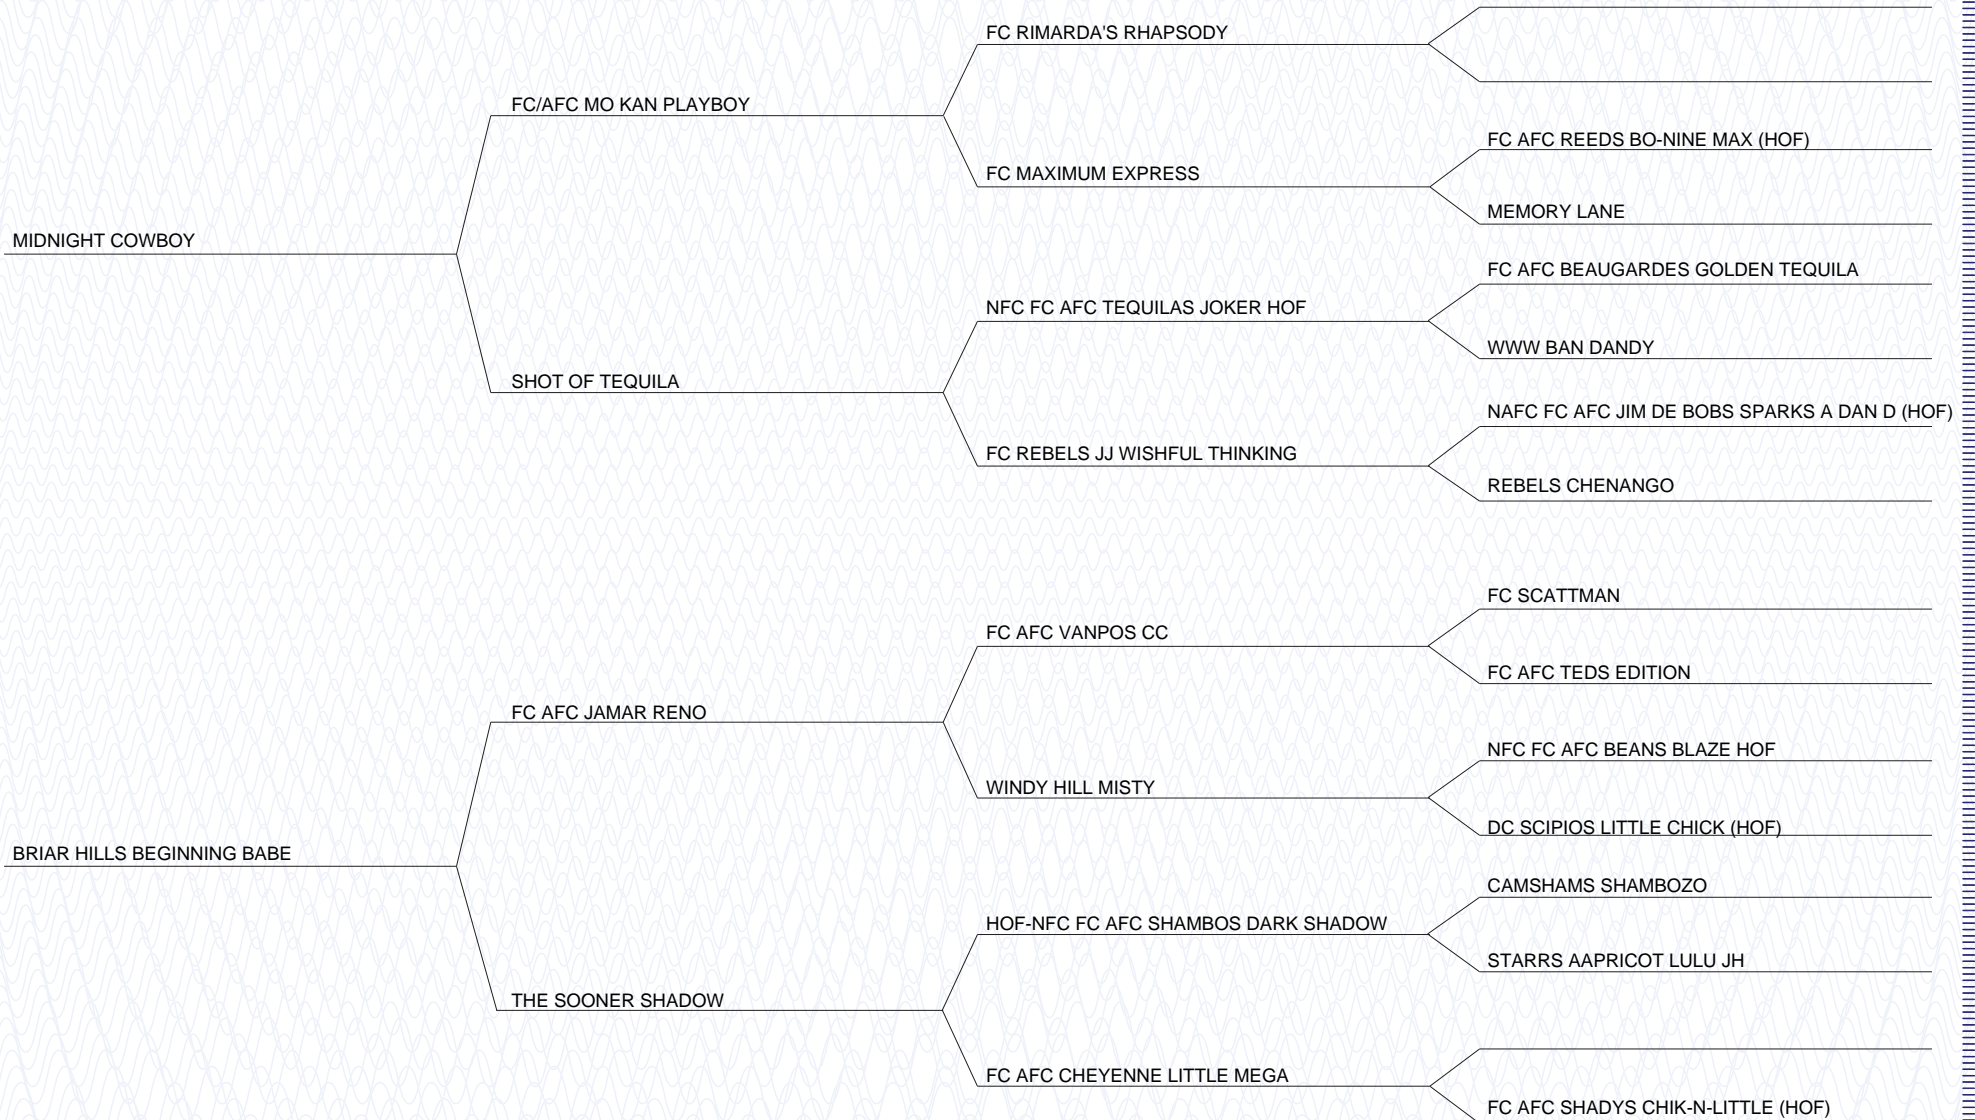 FC RIMARDA'S RHAPSODY
FC/AFC MO KAN PLAYBOY
FC AFC REEDS BO-NINE MAX (HOF)
FC MAXIMUM EXPRESS
MEMORY LANE
MIDNIGHT COWBOY
FC AFC BEAUGARDES GOLDEN TEQUILA
NFC FC AFC TEQUILAS JOKER HOF
WWW BAN DANDY
SHOT OF TEQUILA
NAFC FC AFC JIM DE BOBS SPARKS A DAN D (HOF)
FC REBELS JJ WISHFUL THINKING
REBELS CHENANGO
FC SCATTMAN
FC AFC VANPOS CC
FC AFC TEDS EDITION
FC AFC JAMAR RENO
NFC FC AFC BEANS BLAZE HOF
WINDY HILL MISTY
DC SCIPIOS LITTLE CHICK (HOF)
BRIAR HILLS BEGINNING BABE
CAMSHAMS SHAMBOZO
HOF-NFC FC AFC SHAMBOS DARK SHADOW
STARRS AAPRICOT LULU JH
THE SOONER SHADOW
FC AFC CHEYENNE LITTLE MEGA
FC AFC SHADYS CHIK-N-LITTLE (HOF)